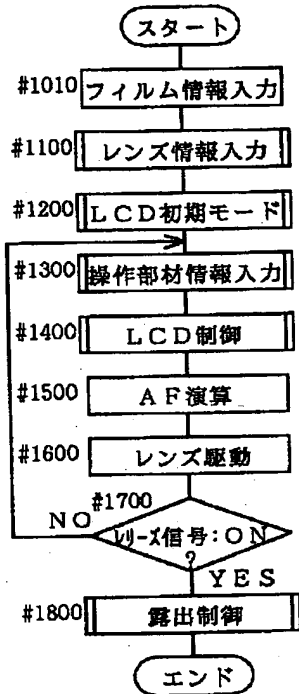 スタート
#1010 フィルム情報入力
#1100 レンズ情報入力
#1200 LCD初期モード
#1300 操作部材情報入力
#1400 LCD制御
#1500 AF演算
#1600 レンズ駆動
#1700
NO
レリーズ信号:ON
?
YES
#1800 露出制御
エンド